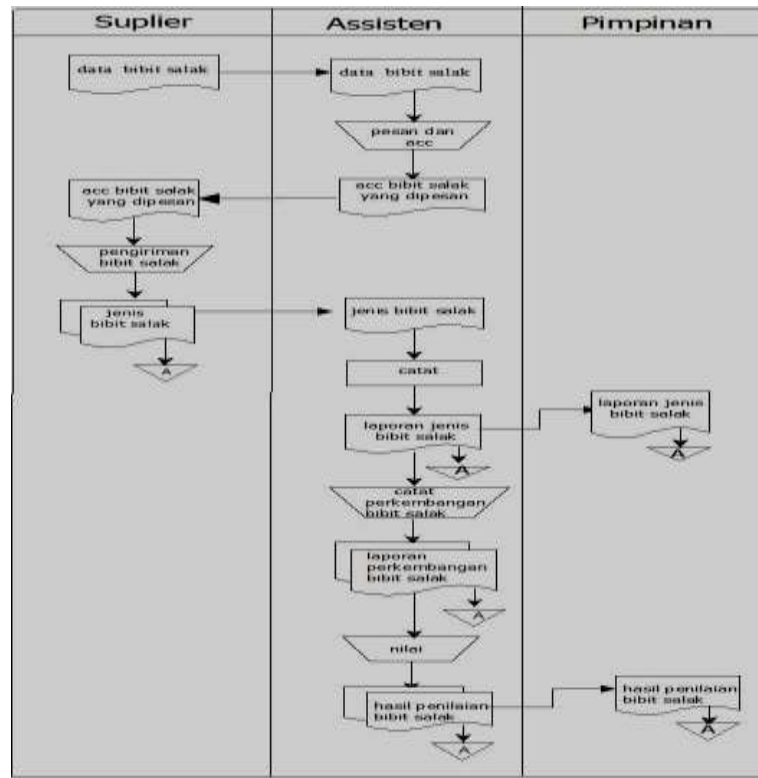 Suplier
Assisten
Pimpinan
data bibit salak
data bibit salak
pesan dan
acc
acc bibit salak
yang dipesan
acc bibit salak
yang dipesan
pengiriman
bibit salak
jenis
bibit salak
A
jenis bibit salak
catat
laporan jenis
bibit salak
A
laporan jenis
bibit salak
A
catat
perkembangan
bibit salak
laporan
perkembangan
bibit salak
A
nilai
hasil penilaian
bibit salak
A
hasil penilaian
bibit salak
A